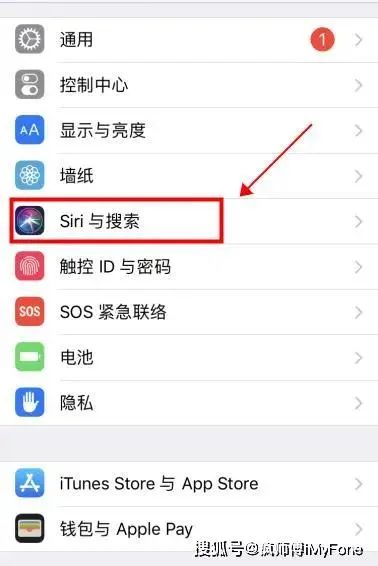 通用 1
控制中心
AA 显示与亮度
墙纸
Siri 与搜索
触控 ID 与密码
SOS SOS 紧急联络
电池
隐私
iTunes Store 与 App Store
钱包与 Apple Pay
搜狐号@疯师傅iMyFone